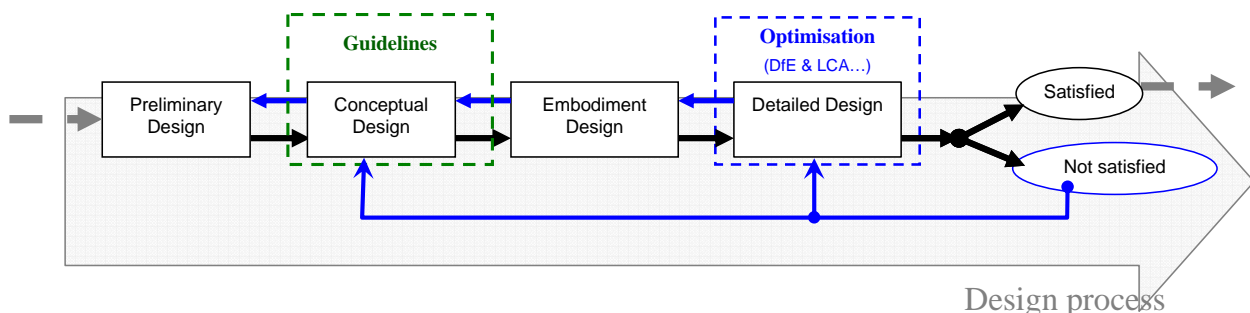 Guidelines
Optimisation
(DfE & LCA…)
Preliminary
Design
Conceptual
Design
Embodiment
Design
Detailed Design
Satisfied
Not satisfied
Design process